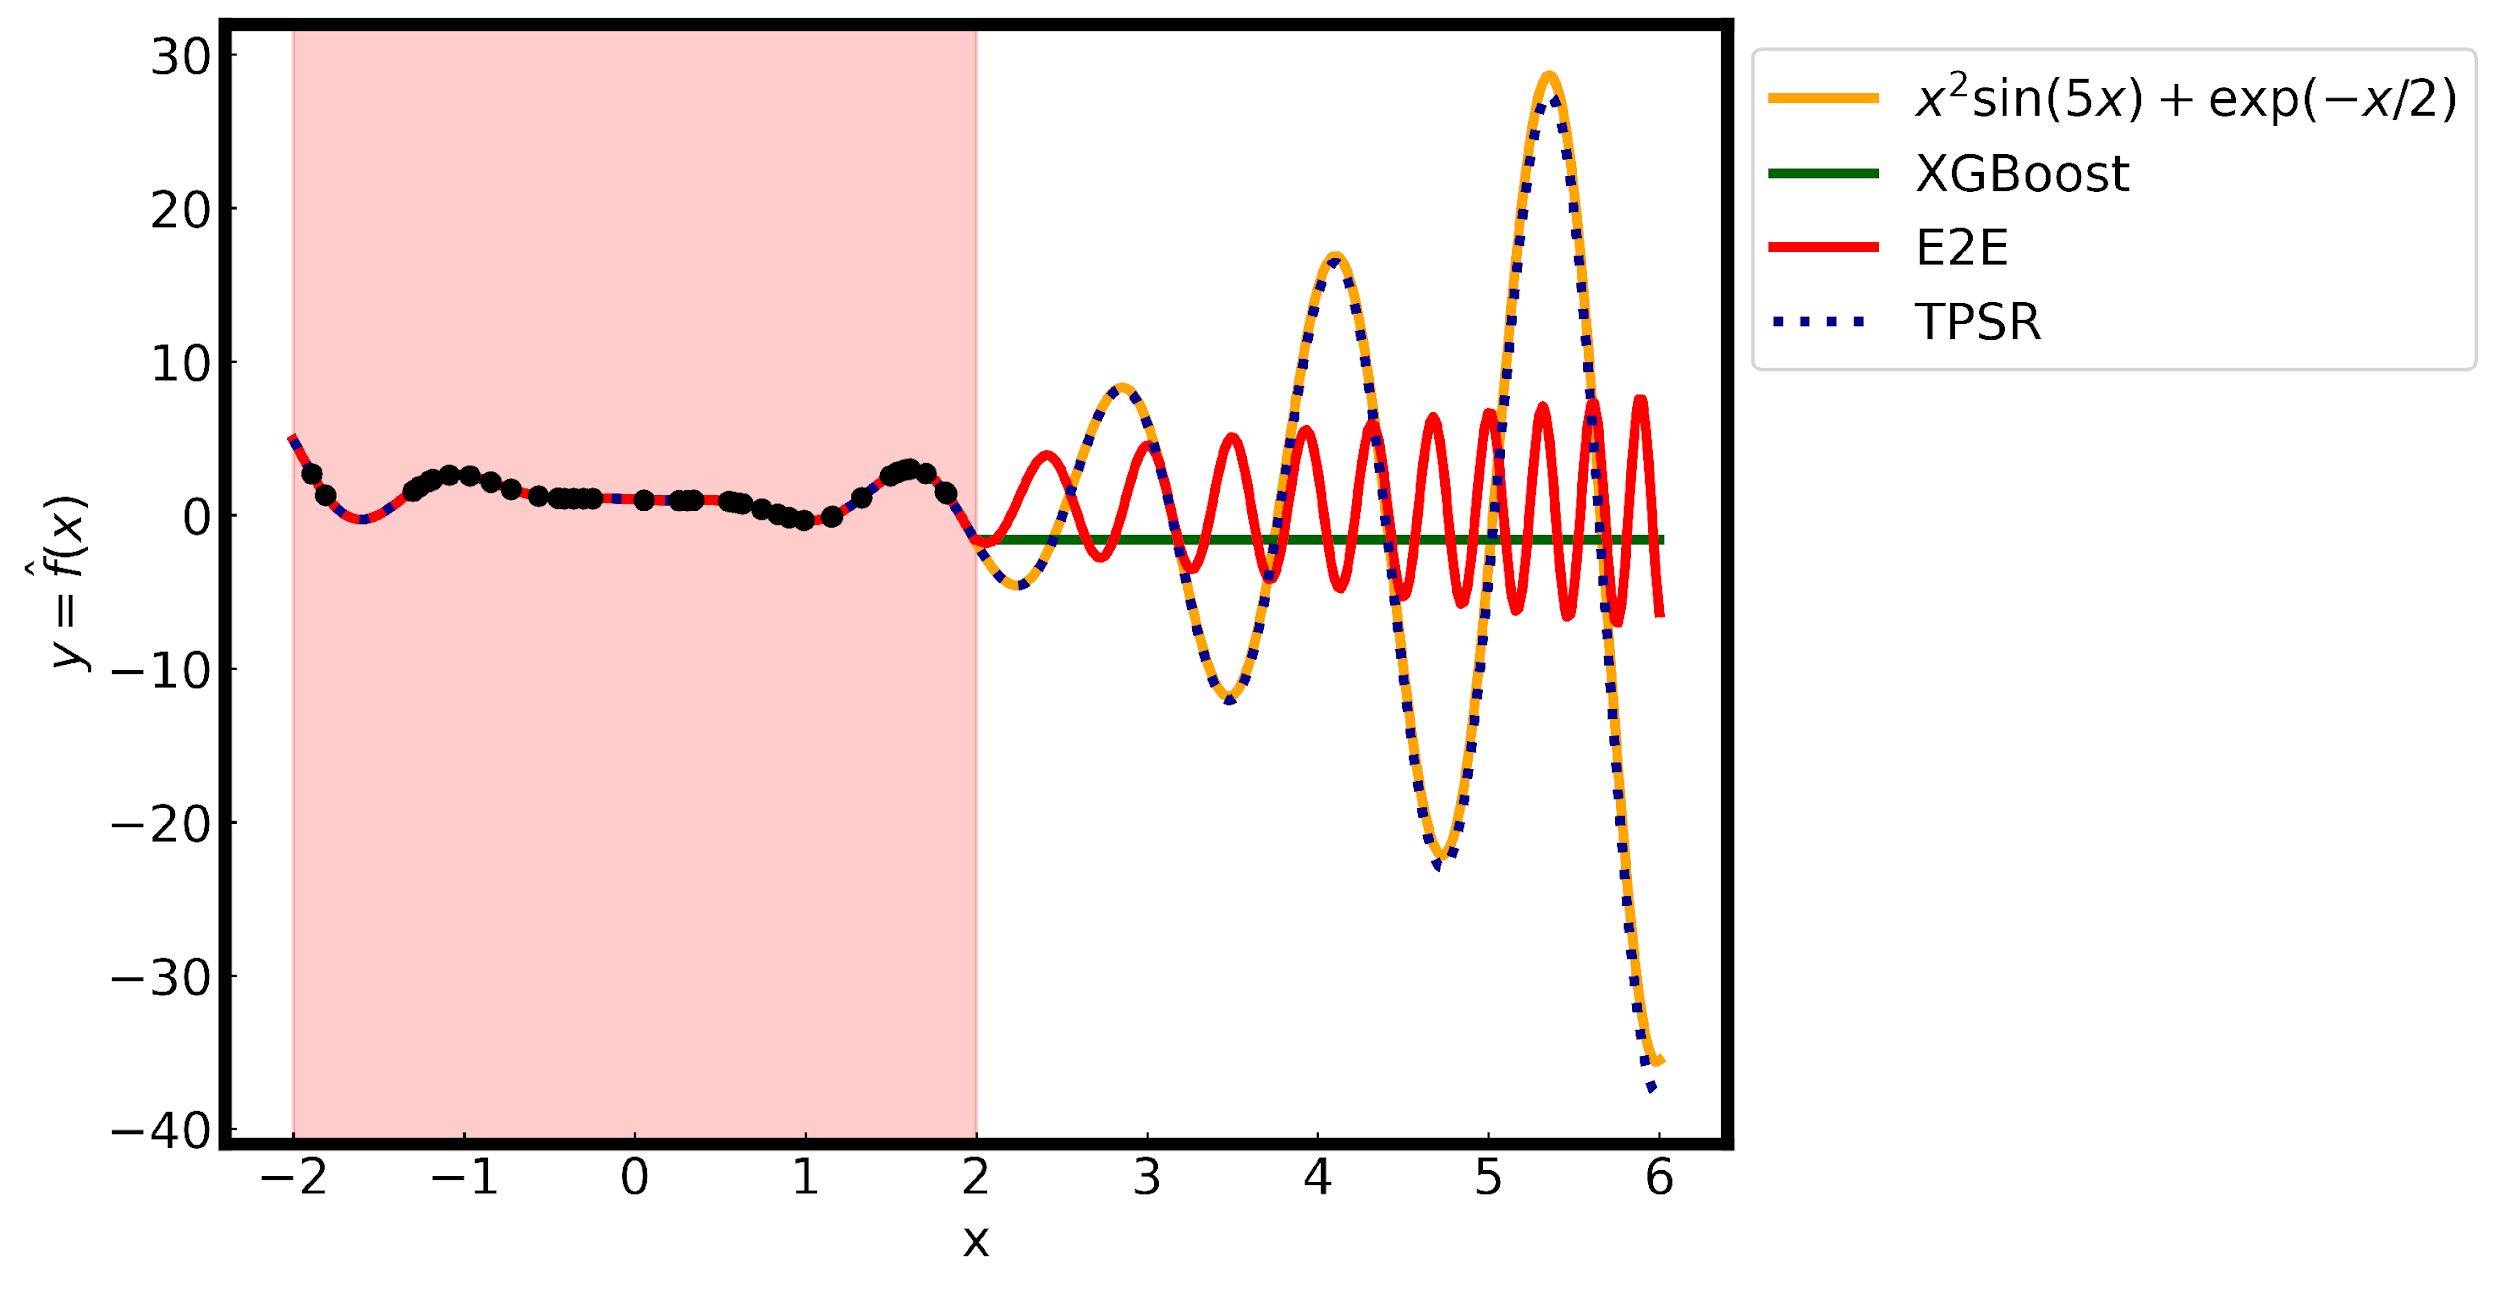 30
20
10
0
−10
−20
−30
−40
y = f̂(x)
−2 −1 0 1 2 3 4 5 6
x
x²sin(5x) + exp(−x/2)
XGBoost
E2E
TPSR